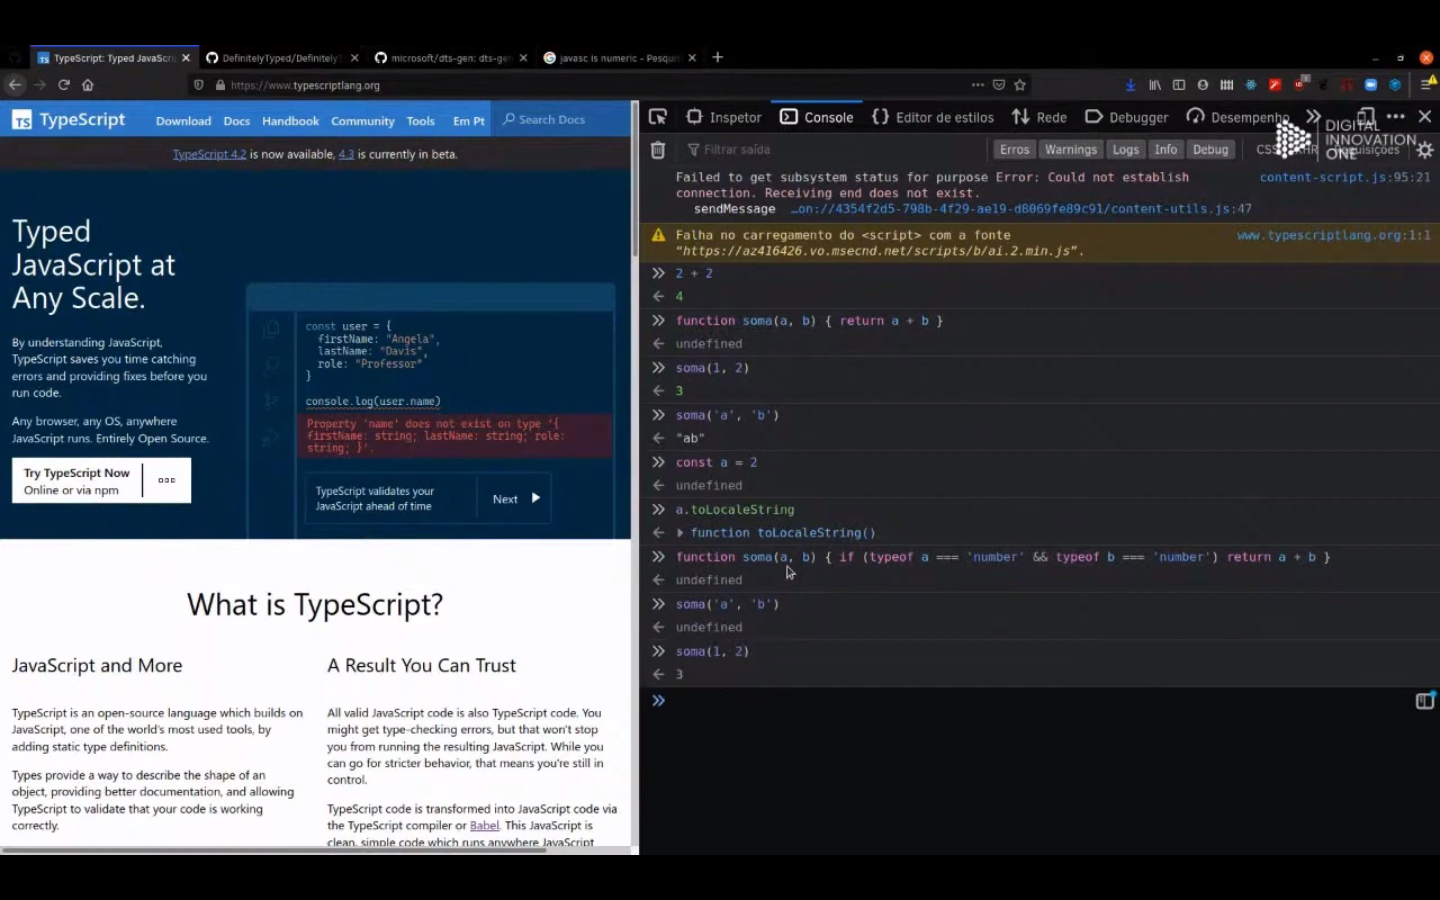 TypeScript: Typed JavaScri
DefinitelyTyped/Definitely
microsoft/dts-gen: dts-ge
javasc is numeric - Pesquis
https://www.typescriptlang.org
TS TypeScript
Download
Docs
Handbook
Community
Tools
Em Pt
Search Docs
TypeScript 4.2 is now available, 4.3 is currently in beta.
Typed
JavaScript at
Any Scale.
By understanding JavaScript,
TypeScript saves you time catching
errors and providing fixes before you
run code.
Any browser, any OS, anywhere
JavaScript runs. Entirely Open Source.
Try TypeScript Now
Online or via npm
const user = {
firstName: "Angela",
lastName: "Davis",
role: "Professor"
}
console.log(user.name)
Property 'name' does not exist on type '{
firstName: string; lastName: string; role:
string; }'.
TypeScript validates your
JavaScript ahead of time
Next
What is TypeScript?
JavaScript and More
TypeScript is an open-source language which builds on
JavaScript, one of the world's most used tools, by
adding static type definitions.
Types provide a way to describe the shape of an
object, providing better documentation, and allowing
TypeScript to validate that your code is working
correctly.
A Result You Can Trust
All valid JavaScript code is also TypeScript code. You
might get type-checking errors, but that won't stop
you from running the resulting JavaScript. While you
can go for stricter behavior, that means you're still in
control.
TypeScript code is transformed into JavaScript code via
the TypeScript compiler or Babel. This JavaScript is
clean, simple code which runs anywhere JavaScript
Inspetor
Console
{} Editor de estilos
Rede
Debugger
Desempenho
DIGITAL
INNOVATION
ONE
Filtrar saída
Erros
Warnings
Logs
Info
Debug
CSS
XHR
Requisições
Failed to get subsystem status for purpose Error: Could not establish
connection. Receiving end does not exist.
content-script.js:95:21
sendMessage …on://4354f2d5-798b-4f29-ae19-d8069fe89c91/content-utils.js:47
Falha no carregamento do <script> com a fonte
“https://az416426.vo.msecnd.net/scripts/b/ai.2.min.js”.
www.typescriptlang.org:1:1
2 + 2
4
function soma(a, b) { return a + b }
undefined
soma(1, 2)
3
soma('a', 'b')
"ab"
const a = 2
undefined
a.toLocaleString
function toLocaleString()
function soma(a, b) { if (typeof a === 'number' && typeof b === 'number') return a + b }
undefined
soma('a', 'b')
undefined
soma(1, 2)
3